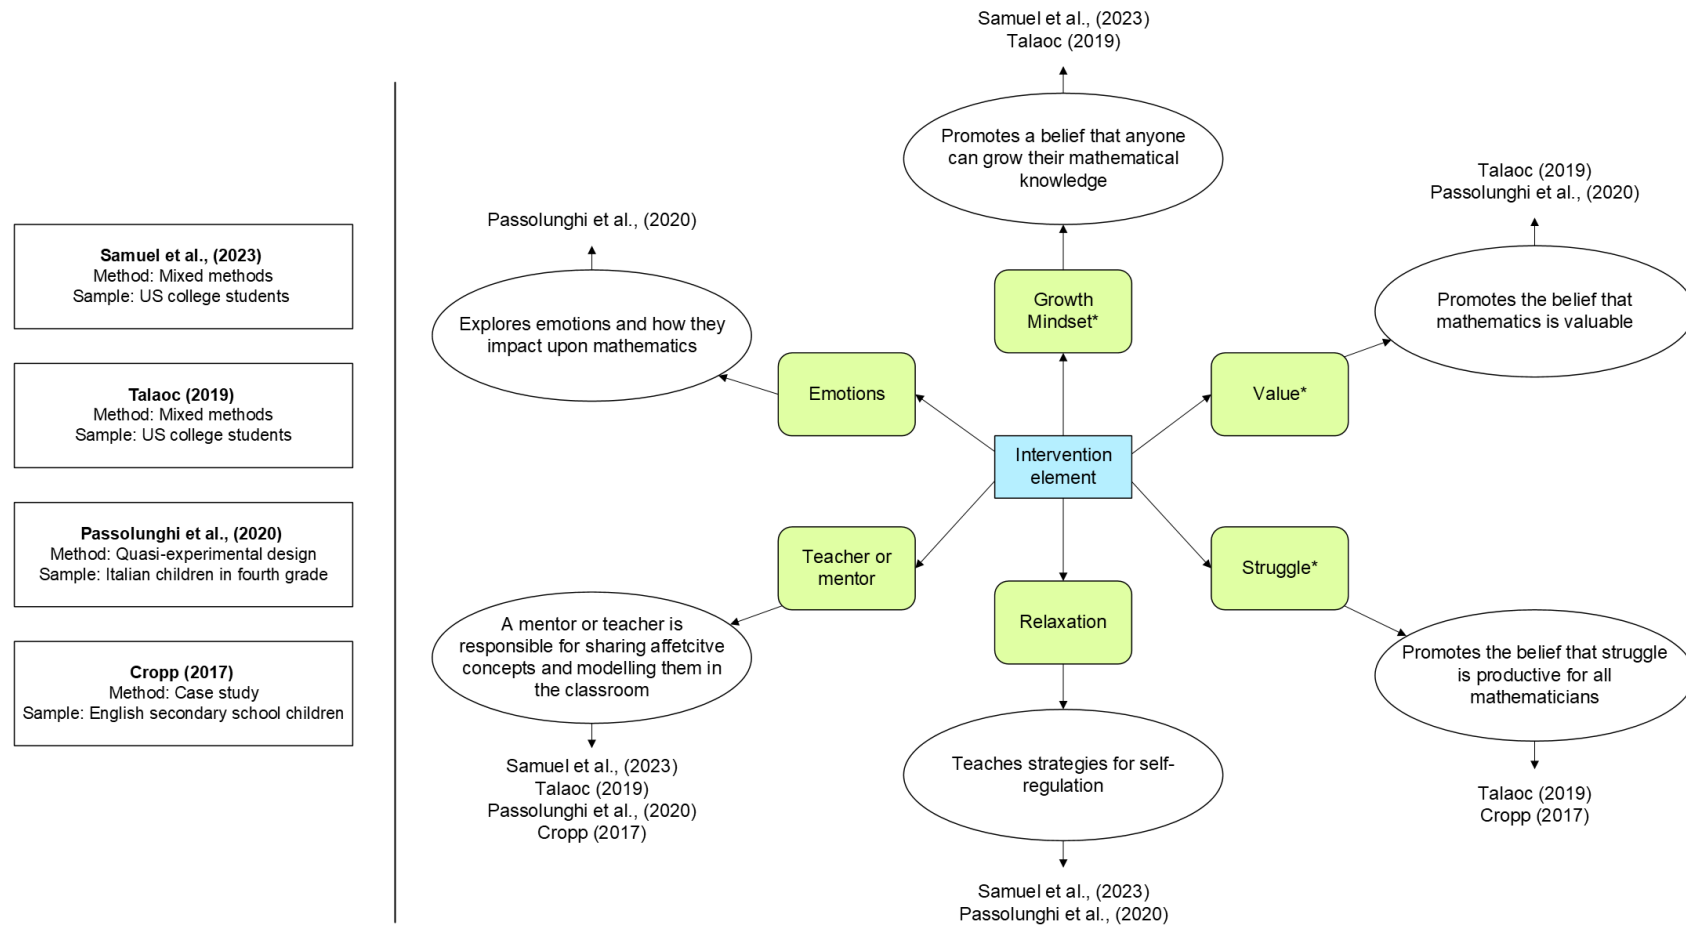 Samuel et al., (2023)
Method: Mixed methods
Sample: US college students
Talaoc (2019)
Method: Mixed methods
Sample: US college students
Passolunghi et al., (2020)
Method: Quasi-experimental design
Sample: Italian children in fourth grade
Cropp (2017)
Method: Case study
Sample: English secondary school children
Samuel et al., (2023)
Talaoc (2019)
Promotes a belief that anyone
can grow their mathematical
knowledge
Growth
Mindset*
Talaoc (2019)
Passolunghi et al., (2020)
Promotes the belief that
mathematics is valuable
Value*
Passolunghi et al., (2020)
Explores emotions and how they
impact upon mathematics
Emotions
Intervention
element
Teacher or
mentor
A mentor or teacher is
responsible for sharing affetcitve
concepts and modelling them in
the classroom
Samuel et al., (2023)
Talaoc (2019)
Passolunghi et al., (2020)
Cropp (2017)
Relaxation
Teaches strategies for self-
regulation
Samuel et al., (2023)
Passolunghi et al., (2020)
Struggle*
Promotes the belief that struggle
is productive for all
mathematicians
Talaoc (2019)
Cropp (2017)